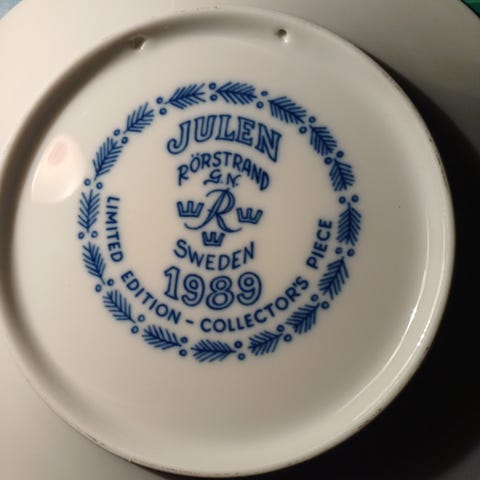 JULEN
RÖRSTRAND
G.N.
R
SWEDEN
1989
LIMITED EDITION - COLLECTOR'S PIECE